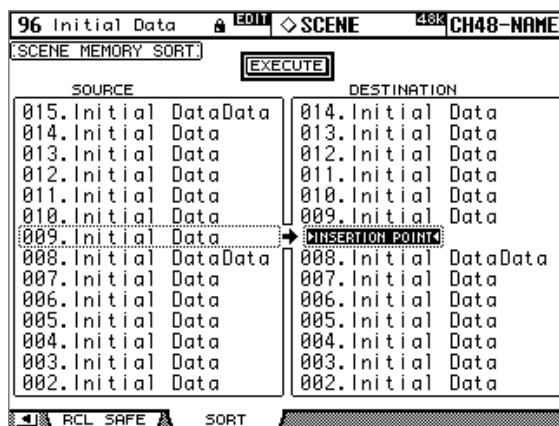 96 Initial Data EDIT ◇SCENE 48K CH48-NAME
SCENE MEMORY SORT
EXECUTE
SOURCE
015.Initial DataData
014.Initial Data
013.Initial Data
012.Initial Data
011.Initial Data
010.Initial Data
009.Initial Data
008.Initial DataData
007.Initial Data
006.Initial Data
005.Initial Data
004.Initial Data
003.Initial Data
002.Initial Data
DESTINATION
014.Initial Data
013.Initial Data
012.Initial Data
011.Initial Data
010.Initial Data
009.Initial Data
INSERTION POINT
008.Initial DataData
007.Initial Data
006.Initial Data
005.Initial Data
004.Initial Data
003.Initial Data
002.Initial Data
RCL SAFE SORT